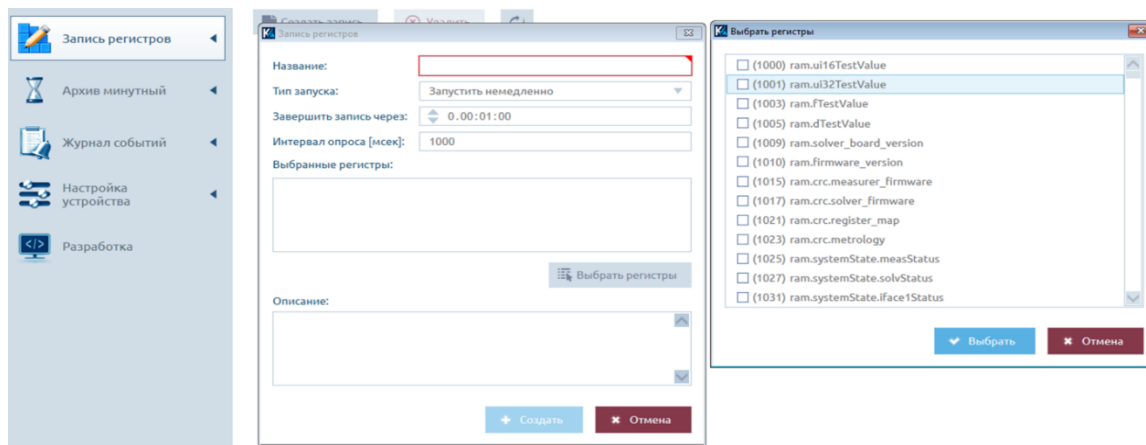 Запись регистров
Архив минутный
Журнал событий
Настройка
устройства
Разработка
Создать запись
Удалить
Запись регистров
Название:
Тип запуска:
Запустить немедленно
Завершить запись через:
0.00:01:00
Интервал опроса [мсек]:
1000
Выбранные регистры:
Выбрать регистры
Описание:
Создать
Отмена
Выбрать регистры
(1000) ram.ui16TestValue
(1001) ram.ui32TestValue
(1003) ram.fTestValue
(1005) ram.dTestValue
(1009) ram.solver_board_version
(1010) ram.firmware_version
(1015) ram.crc.measurer_firmware
(1017) ram.crc.solver_firmware
(1021) ram.crc.register_map
(1023) ram.crc.metrology
(1025) ram.systemState.measStatus
(1027) ram.systemState.solvStatus
(1031) ram.systemState.iface1Status
Выбрать
Отмена